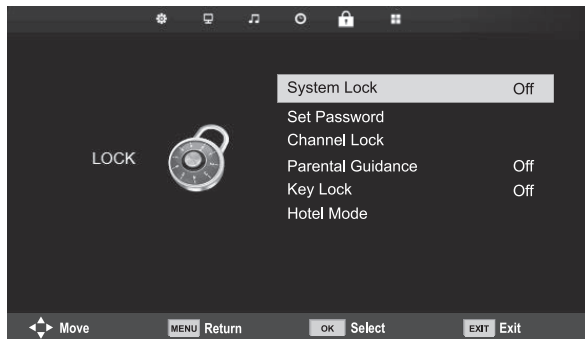 System Lock Off
Set Password
Channel Lock
LOCK
Parental Guidance Off
Key Lock Off
Hotel Mode
Move MENU Return OK Select EXIT Exit